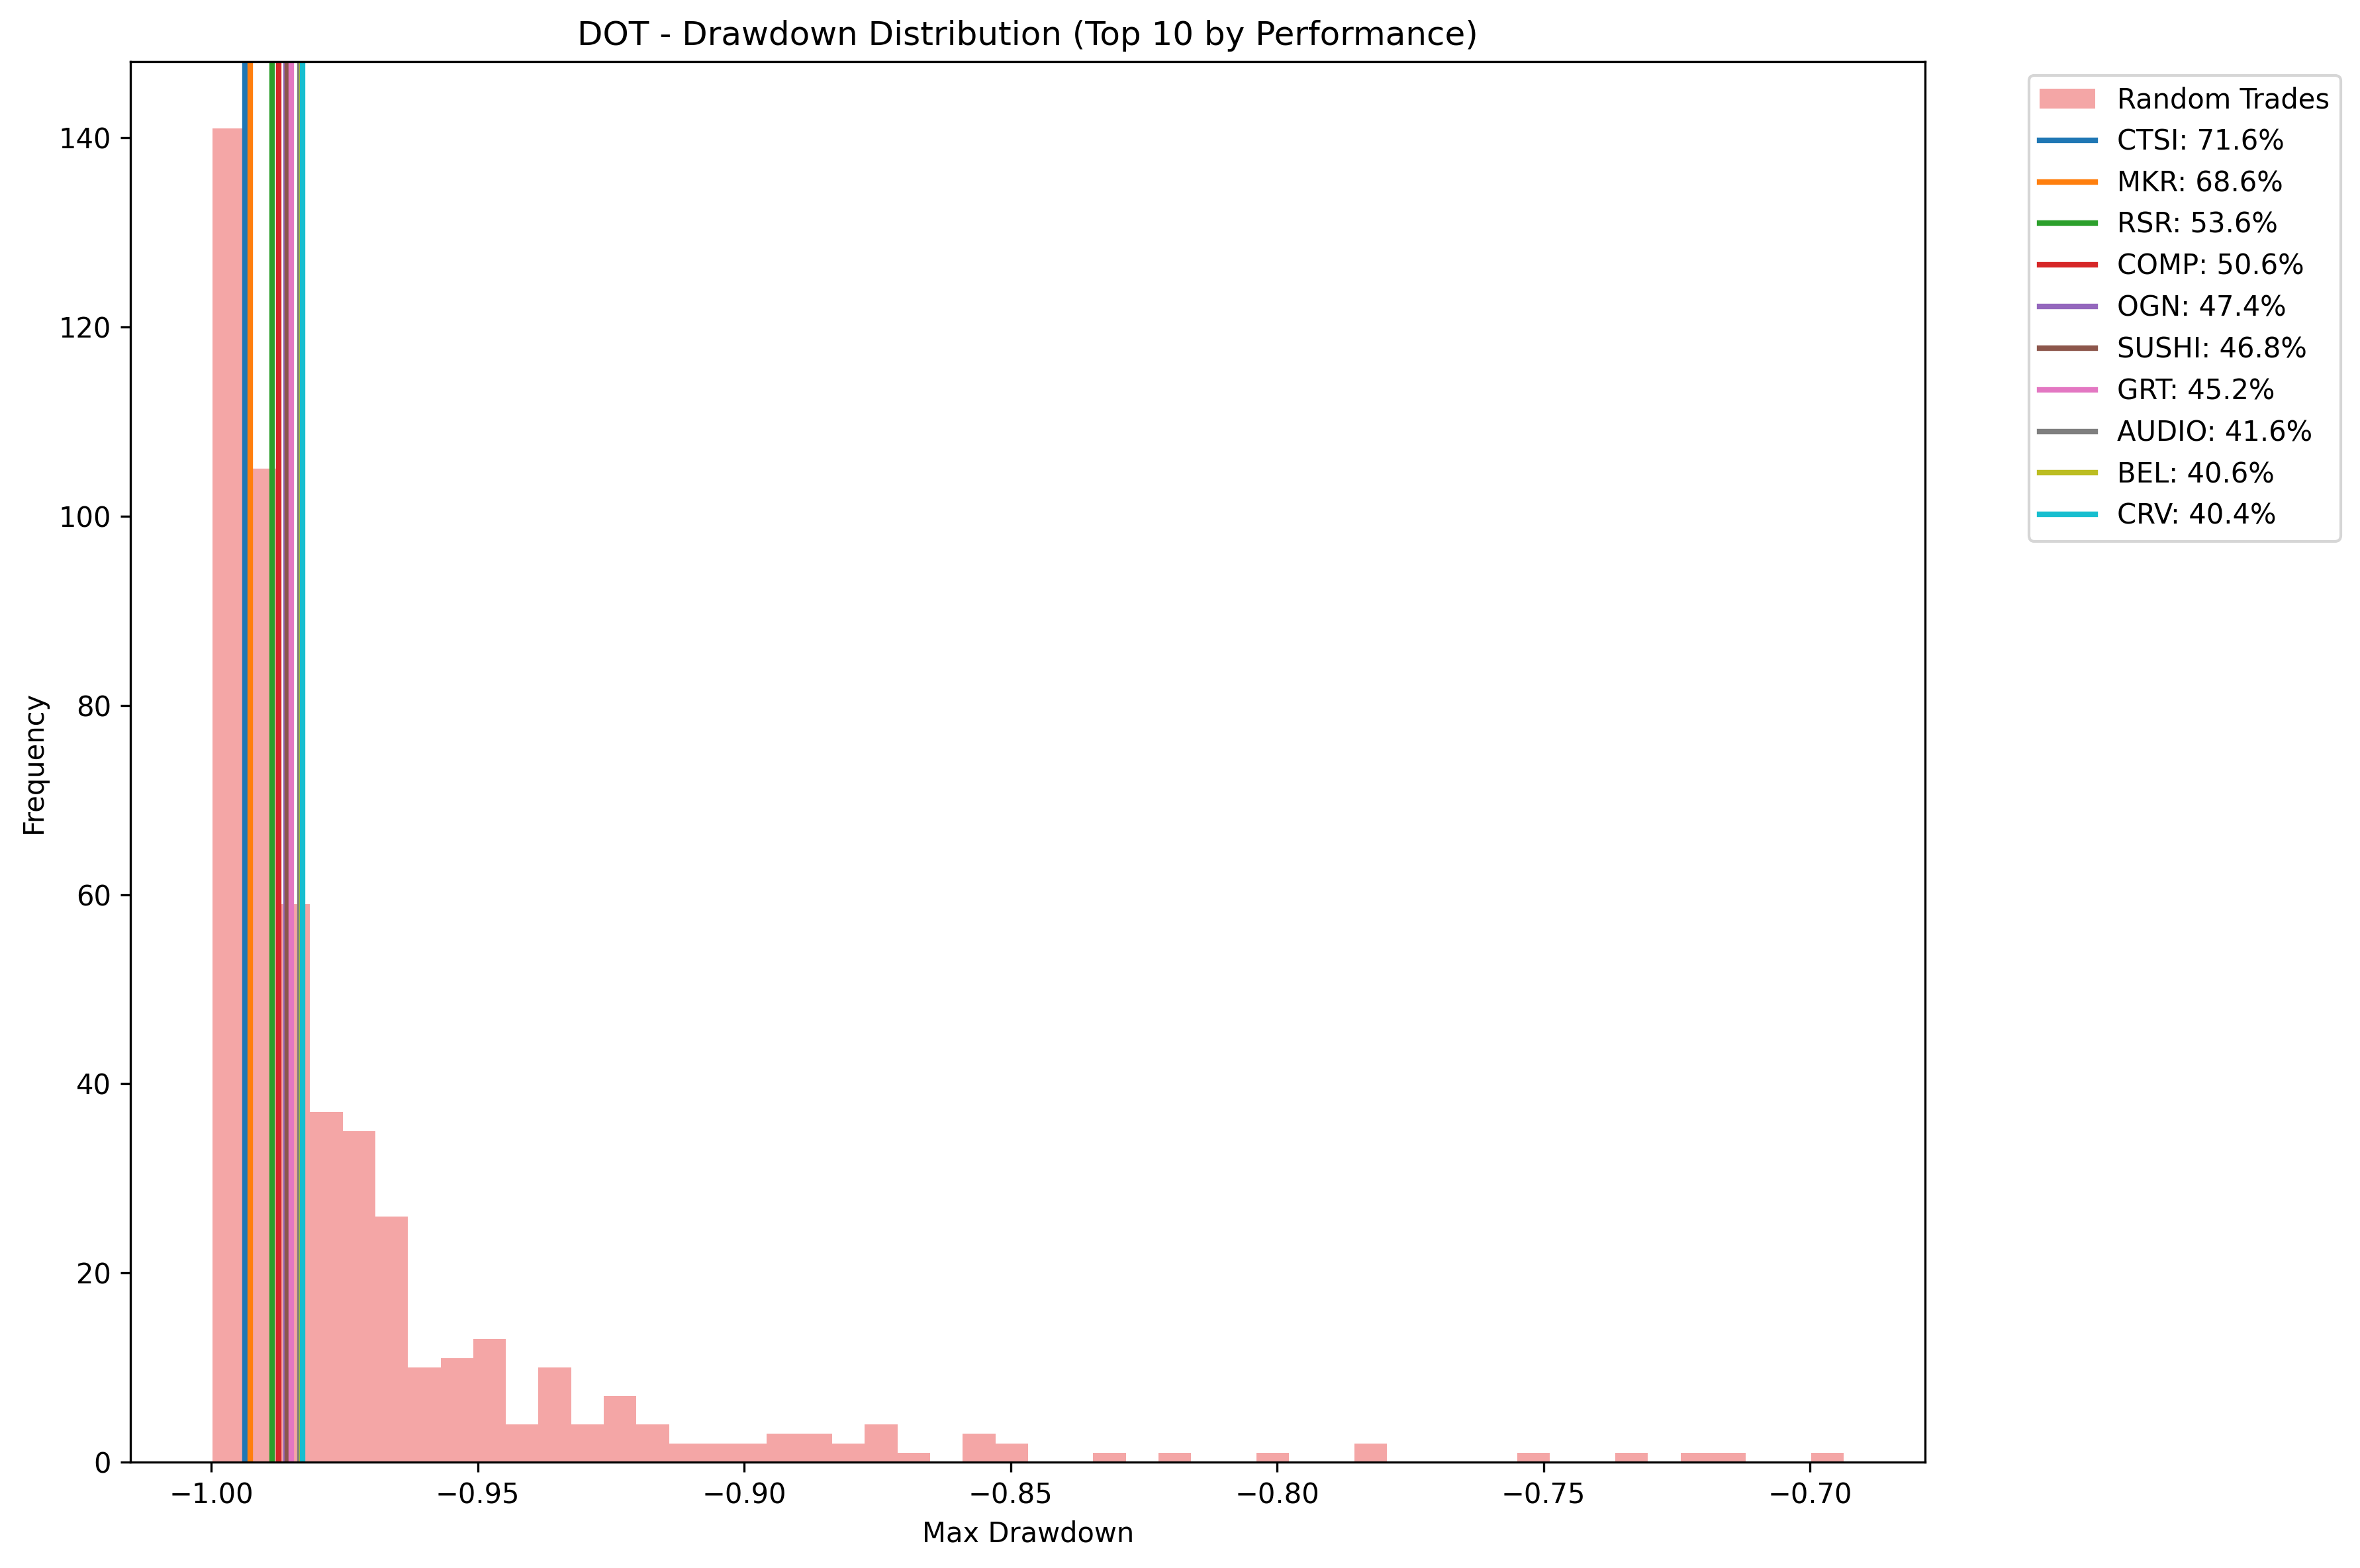 DOT - Drawdown Distribution (Top 10 by Performance)
140
120
100
80
60
40
20
0
Frequency
−1.00
−0.95
−0.90
−0.85
−0.80
−0.75
−0.70
Max Drawdown
Random Trades
CTSI: 71.6%
MKR: 68.6%
RSR: 53.6%
COMP: 50.6%
OGN: 47.4%
SUSHI: 46.8%
GRT: 45.2%
AUDIO: 41.6%
BEL: 40.6%
CRV: 40.4%